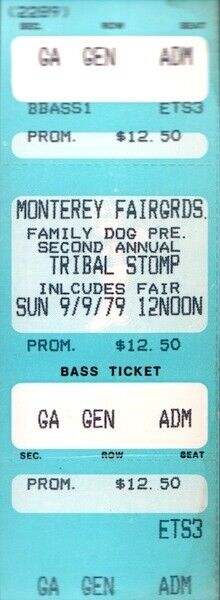 (2289)
SEC. ROW SEAT
GA GEN ADM
BBASS1 ETS3
PROM. $12.50
MONTEREY FAIRGRDS.
FAMILY DOG PRE.
SECOND ANNUAL
TRIBAL STOMP
INLCUDES FAIR
SUN 9/9/79 12NOON
PROM. $12.50
BASS TICKET
GA GEN ADM
SEC. ROW SEAT
PROM. $12.50
ETS3
GA GEN ADM